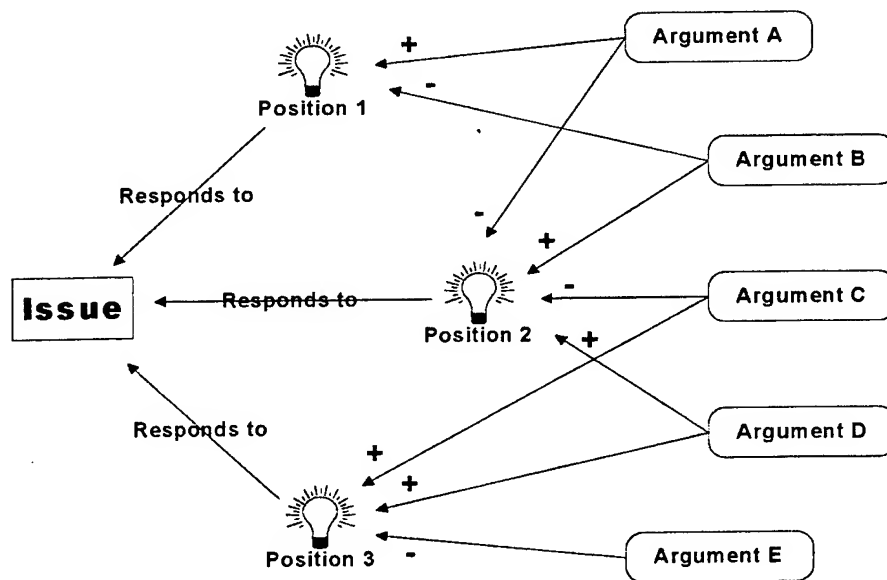 Argument A
+
-
Position 1
Argument B
Responds to
-
+
Issue
Responds to
-
Argument C
Position 2
+
Responds to
Argument D
+
+
Position 3
-
Argument E